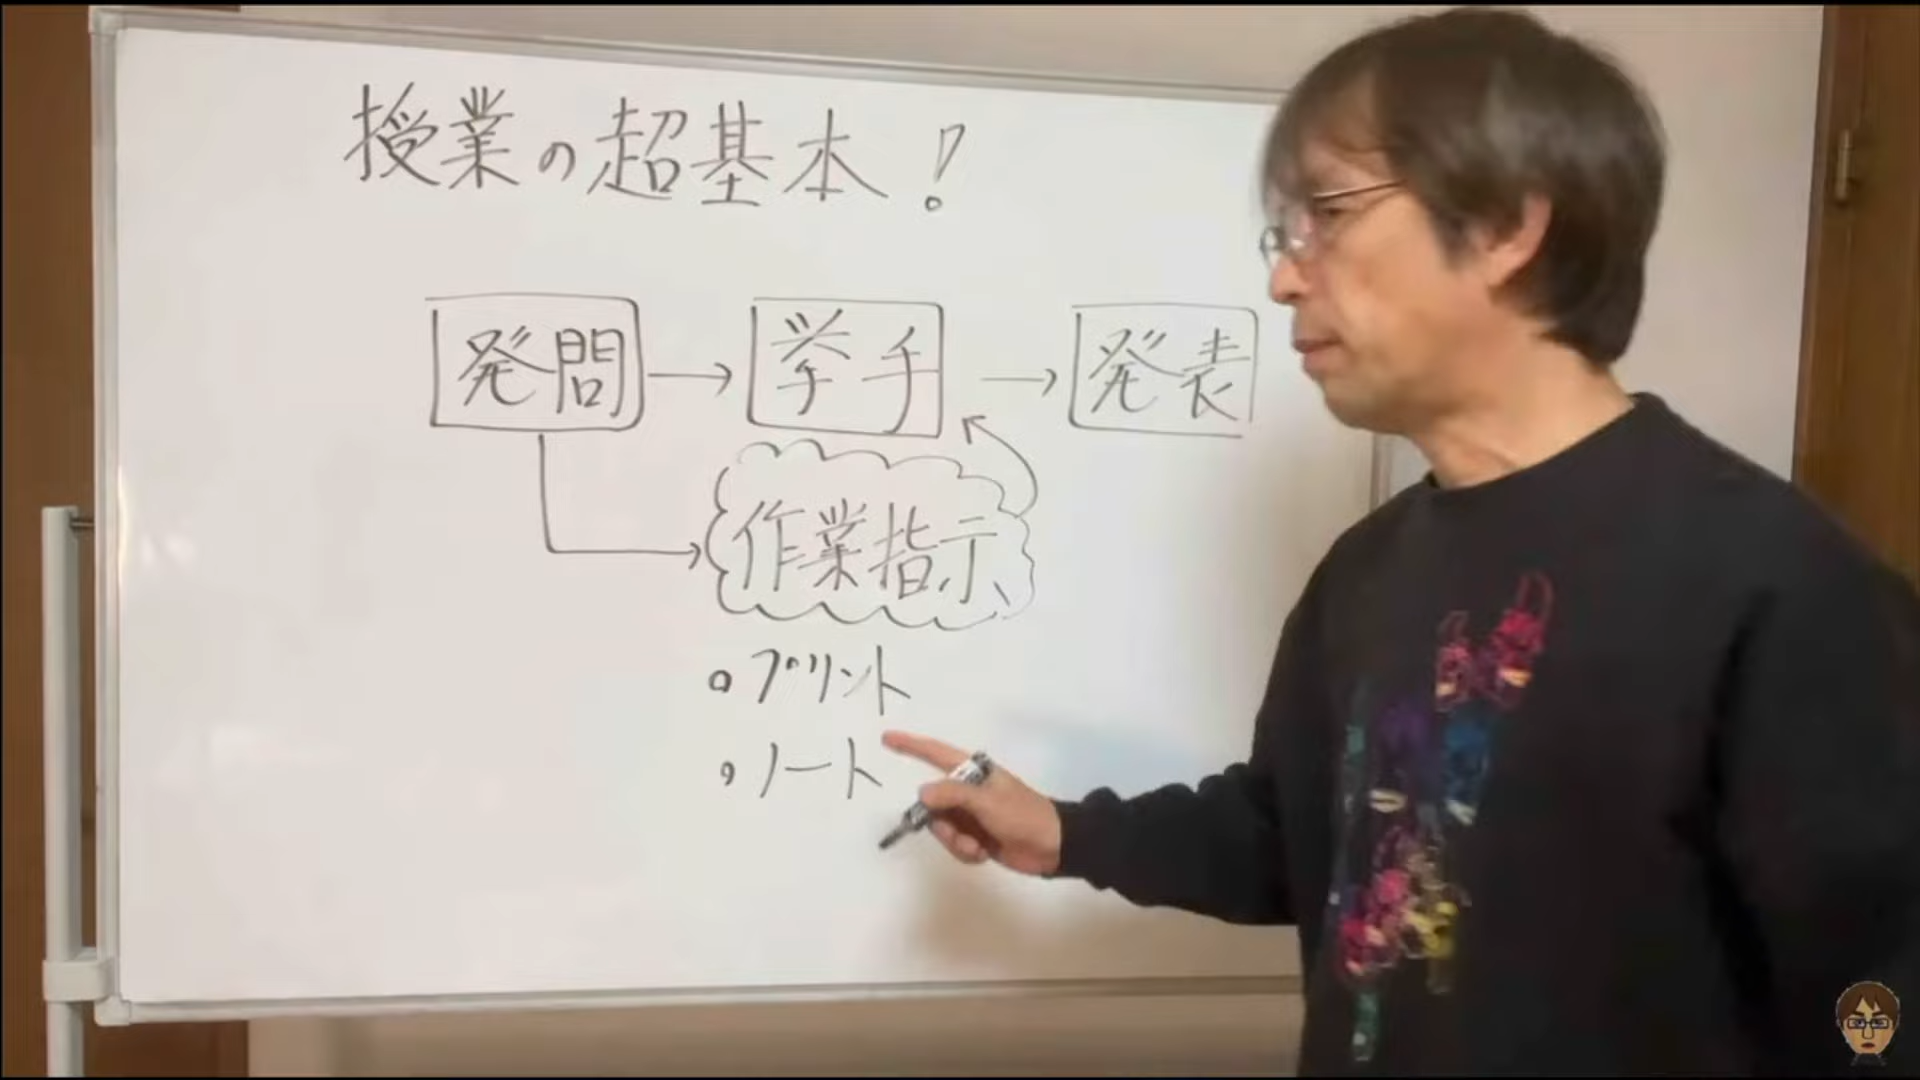 授業の超基本!
発問→挙手→発表
作業指示
・プリント
・ノート